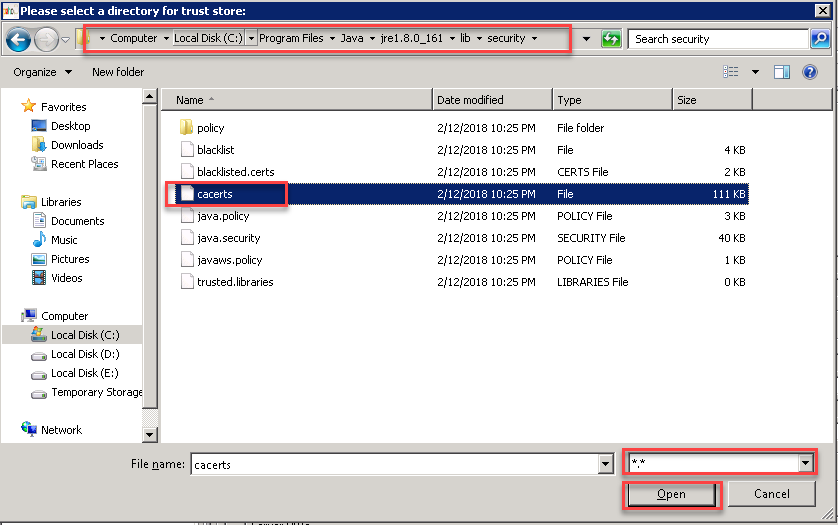 Please select a directory for trust store:
Computer Local Disk (C:) Program Files Java jre1.8.0_161 lib security
Search security
Organize New folder
Name Date modified Type Size
Favorites
Desktop
Downloads
Recent Places
Libraries
Documents
Music
Pictures
Videos
Computer
Local Disk (C:)
Local Disk (D:)
Local Disk (E:)
Temporary Storage
Network
policy 2/12/2018 10:25 PM File folder
blacklist 2/12/2018 10:25 PM File 4 KB
blacklisted.certs 2/12/2018 10:25 PM CERTS File 2 KB
cacerts 2/12/2018 10:25 PM File 111 KB
java.policy 2/12/2018 10:25 PM POLICY File 3 KB
java.security 2/12/2018 10:25 PM SECURITY File 40 KB
javaws.policy 2/12/2018 10:25 PM POLICY File 1 KB
trusted.libraries 2/12/2018 10:25 PM LIBRARIES File 0 KB
File name: cacerts *.*
Open Cancel